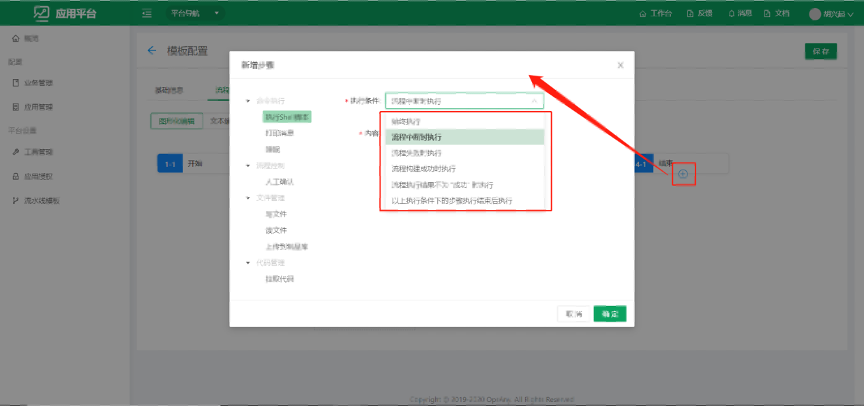 应用平台
平台导航
工作台
反馈
消息
文档
概览
模板配置
保存
配置
业务管理
应用管理
平台设置
工具管理
应用授权
流水线模板
基础信息
流程
图形化编辑
文本编
1-1
开始
4-1
结束
新增步骤
命令执行
执行Shell脚本
打印消息
睡眠
流程控制
人工确认
文件管理
写文件
读文件
上传到制品库
代码管理
拉取代码
* 执行条件:
流程中断时执行
* 内容
始终执行
流程中断时执行
流程失败时执行
流程构建成功时执行
流程执行结果不为 "成功" 时执行
以上执行条件下的步骤执行结束后执行
取消
确定
All Rights Reserved